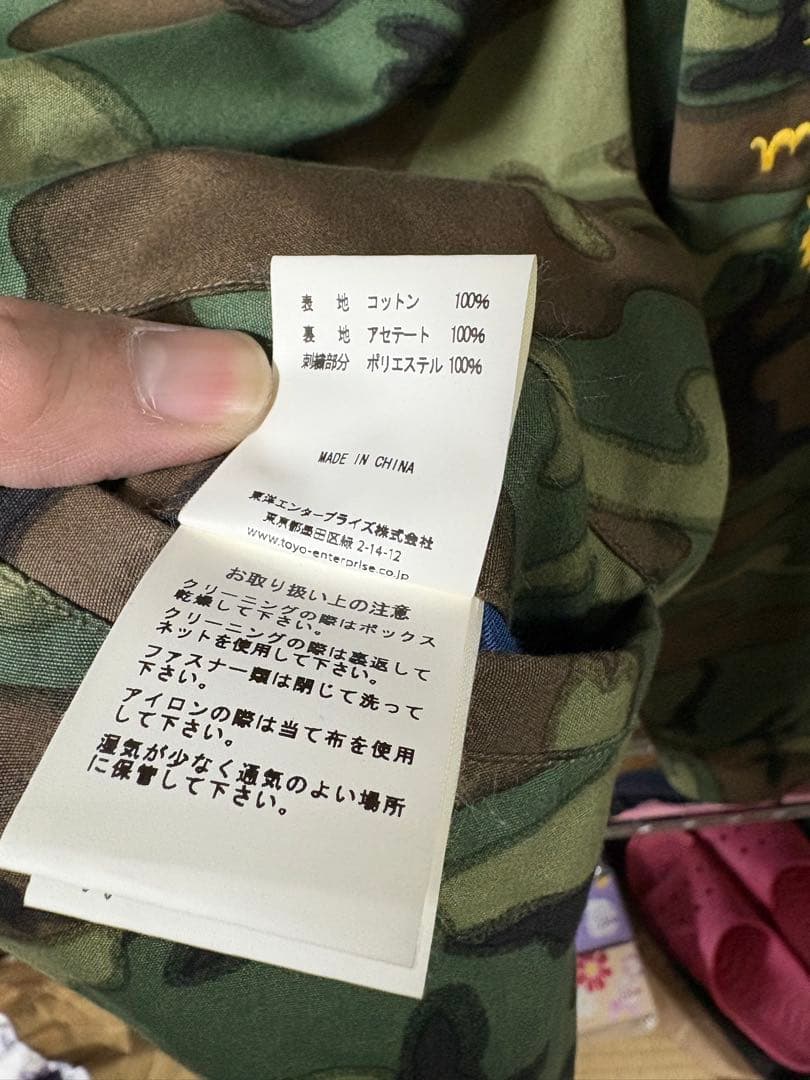 表 地 コットン 100%
裏 地 アセテート 100%
刺繍部分 ポリエステル 100%
MADE IN CHINA
東洋エンタープライズ株式会社
東京都墨田区緑 2-14-12
www.toyo-enterprise.co.jp
お取り扱い上の注意
クリーニングの際はボックス
乾燥して下さい。
クリーニングの際は裏返して
ネットを使用して下さい。
ファスナー類は閉じて洗って
下さい。
アイロンの際は当て布を使用
して下さい。
湿気が少なく通気のよい場所
に保管して下さい。